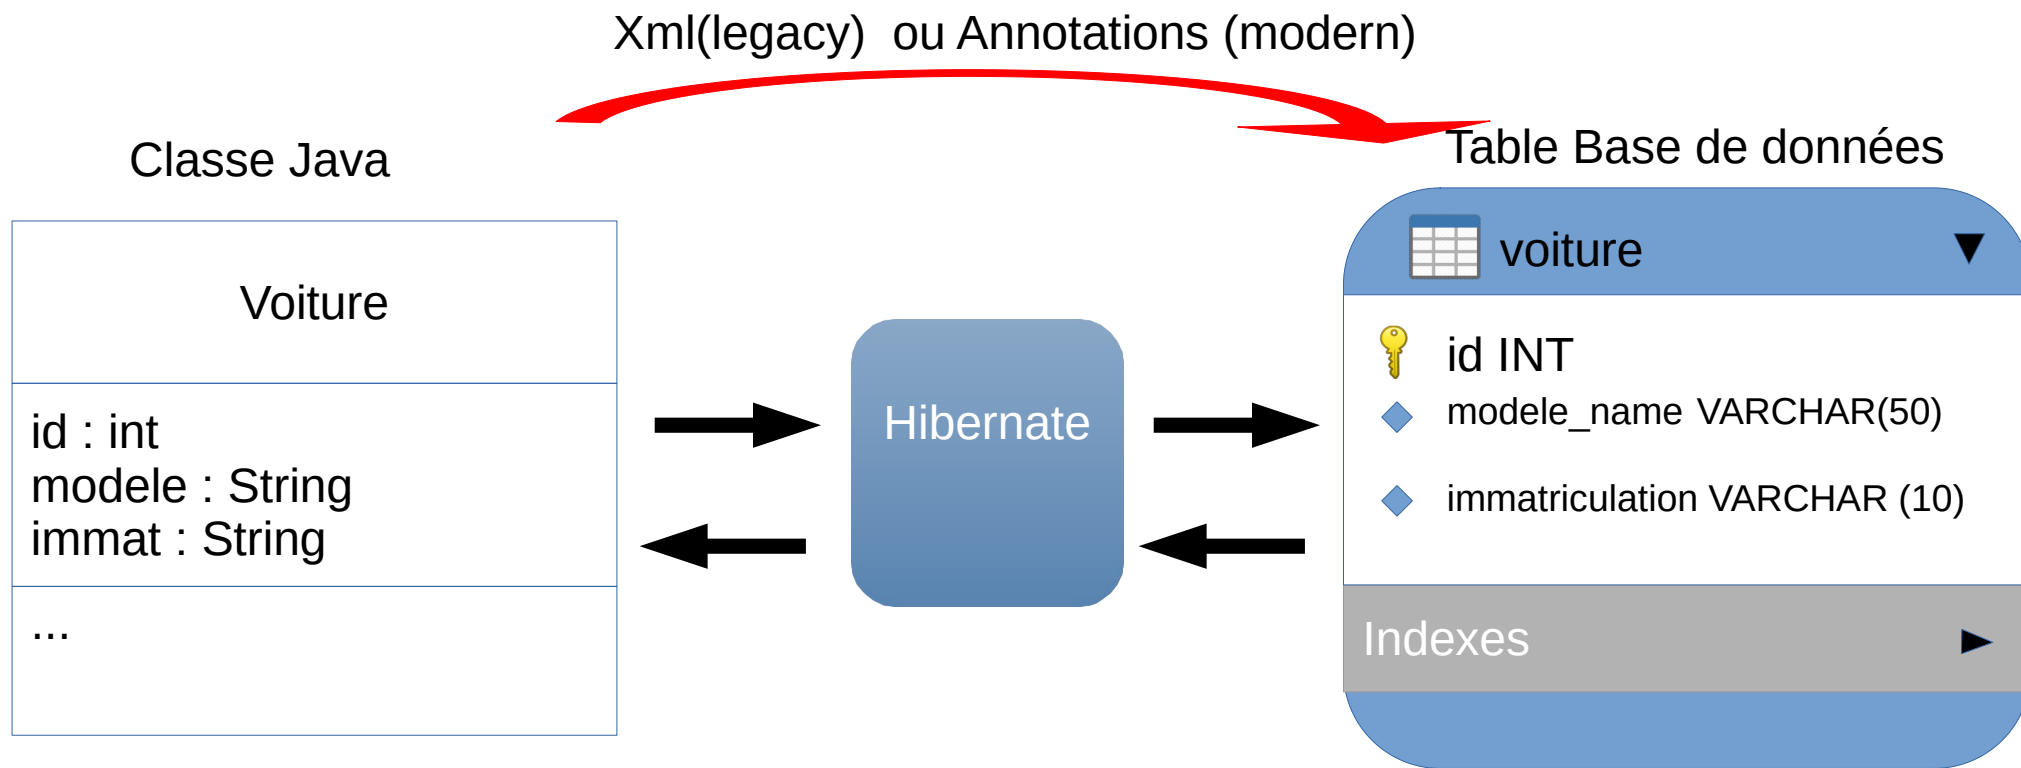 Xml(legacy)  ou Annotations (modern)
Classe Java
Table Base de données
Voiture
id : int
modele : String
immat : String
...
Hibernate
voiture
id INT
modele_name VARCHAR(50)
immatriculation VARCHAR (10)
Indexes